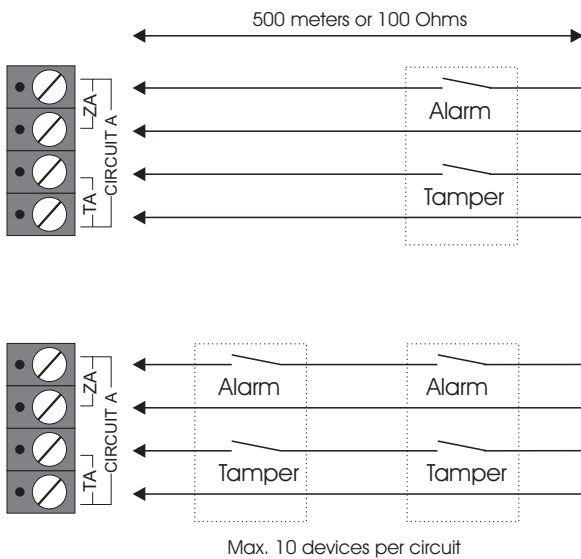 500 meters or 100 Ohms
ZA
TA
CIRCUIT A
Alarm
Tamper
ZA
TA
CIRCUIT A
Alarm
Alarm
Tamper
Tamper
Max. 10 devices per circuit